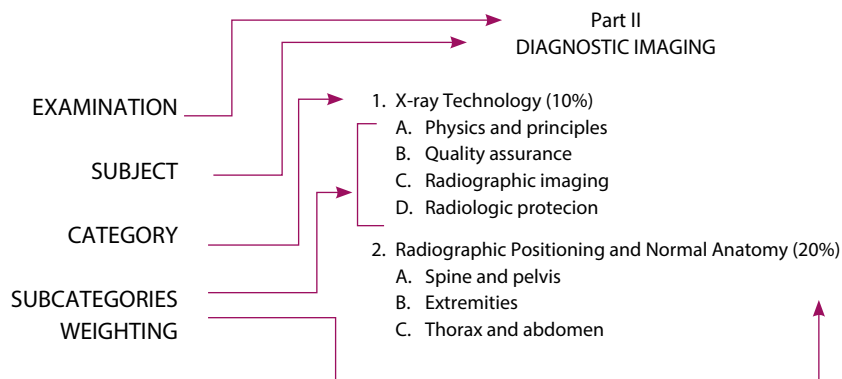 Part II
DIAGNOSTIC IMAGING
EXAMINATION
SUBJECT
CATEGORY
SUBCATEGORIES
WEIGHTING
1. X-ray Technology (10%)
A. Physics and principles
B. Quality assurance
C. Radiographic imaging
D. Radiologic protecion
2. Radiographic Positioning and Normal Anatomy (20%)
A. Spine and pelvis
B. Extremities
C. Thorax and abdomen